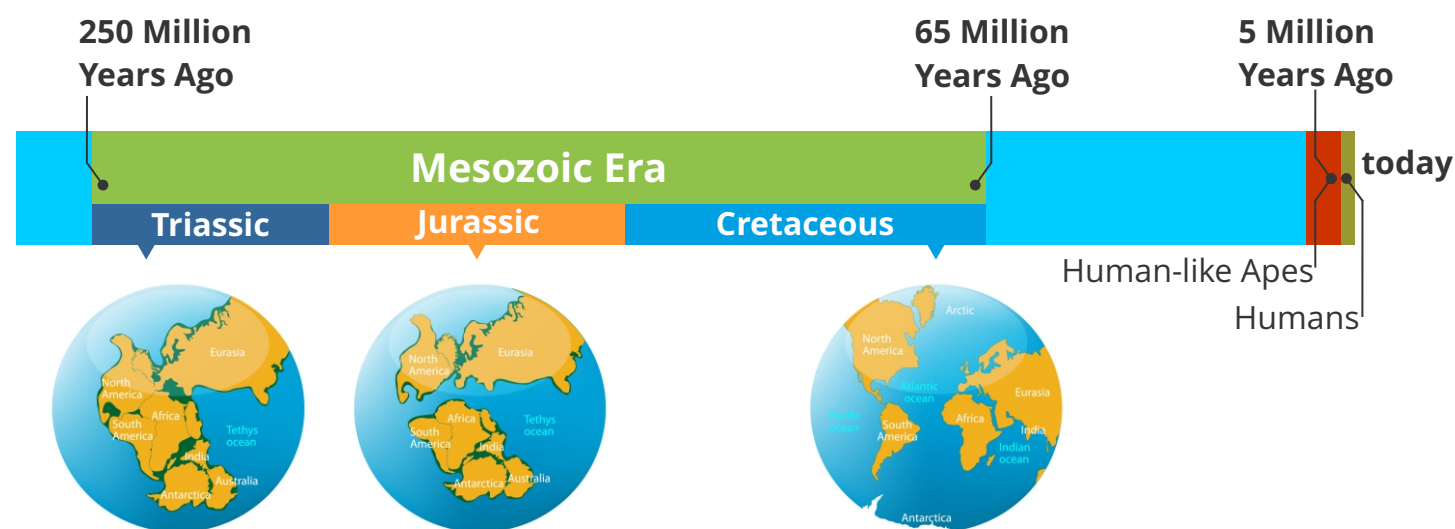 250 Million
Years Ago
65 Million
Years Ago
5 Million
Years Ago
Mesozoic Era
today
Triassic
Jurassic
Cretaceous
Human-like Apes
Humans
Eurasia
North
America
Africa
South
America
Tethys
ocean
India
Australia
Antarctica
North
America
Eurasia
Africa
South
America
Tethys
ocean
India
Australia
Antarctica
Arctic
North
America
Atlantic
ocean
Eurasia
Pacific
ocean
South
America
Africa
India
Indian
ocean
Antarctica